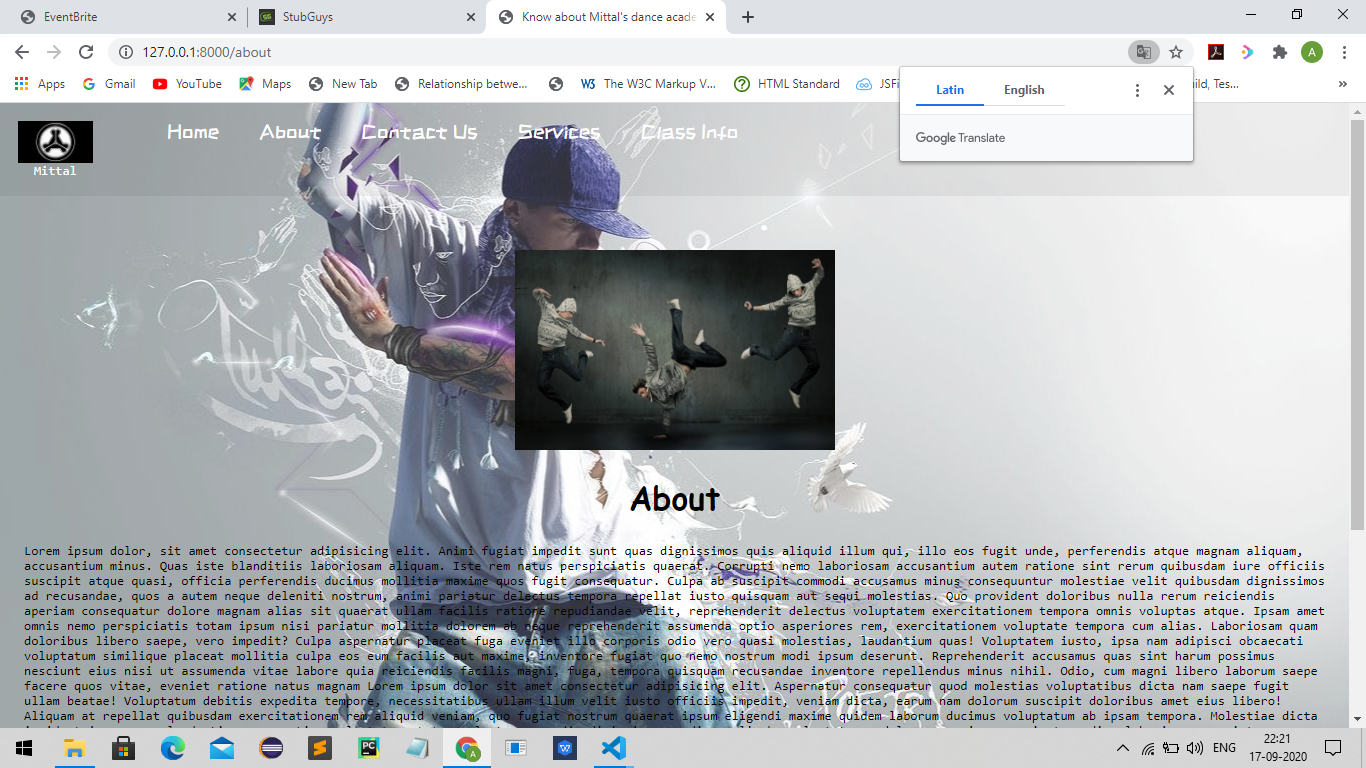 EventBrite
StubGuys
Know about Mittal's dance acade
127.0.0.1:8000/about
A
Apps
Gmail
YouTube
Maps
New Tab
Relationship betwe...
The W3C Markup V...
HTML Standard
JSFi
ild, Tes...
Latin
English
Google Translate
Home
About
Contact Us
Services
Class Info
Mittal
About
Lorem ipsum dolor, sit amet consectetur adipisicing elit. Animi fugiat impedit sunt quas dignissimos quis aliquid illum qui, illo eos fugit unde, perferendis atque magnam aliquam,
accusantium minus. Quas iste blanditiis laboriosam aliquam. Iste rem natus perspiciatis quaerat. Corrupti nemo laboriosam accusantium autem ratione sint rerum quibusdam iure officiis
suscipit atque quasi, officia perferendis ducimus mollitia maxime quos fugit consequatur. Culpa ab suscipit commodi accusamus minus consequuntur molestiae velit quibusdam dignissimos
ad recusandae, quos a autem neque deleniti nostrum, animi pariatur delectus tempora repellat iusto quisquam aut sequi molestias. Quo provident doloribus nulla rerum reiciendis
aperiam consequatur dolore magnam alias sit quaerat ullam facilis ratione repudiandae velit, reprehenderit delectus voluptatem exercitationem tempora omnis voluptas atque. Ipsam amet
omnis nemo perspiciatis totam ipsum nisi pariatur mollitia dolorem ab neque reprehenderit assumenda optio asperiores rem, exercitationem voluptate tempora cum alias. Laboriosam quam
doloribus libero saepe, vero impedit? Culpa aspernatur placeat fuga eveniet illo corporis odio vero quasi molestias, laudantium quas! Voluptatem iusto, ipsa nam adipisci obcaecati
voluptatum similique placeat mollitia culpa eos eum facilis aut maxime, inventore fugiat quo nemo nostrum modi ipsum deserunt. Reprehenderit accusamus quas sint harum possimus
nesciunt eius nisi ut assumenda vitae labore quia reiciendis facilis magni, fuga, tempora quisquam recusandae inventore repellendus minus nihil. Odio, cum magni libero laborum saepe
facere quos vitae, eveniet ratione natus magnam Lorem ipsum dolor sit amet consectetur adipisicing elit. Aspernatur consequatur quod molestias voluptatibus dicta nam saepe fugit
ullam beatae! Voluptatum debitis expedita tempore, necessitatibus ullam illum velit iusto officiis impedit, veniam dicta, earum nam dolorum suscipit doloribus amet eius libero!
Aliquam at repellat quibusdam exercitationem rem aliquid veniam, quo fugiat nostrum quaerat ipsum eligendi maxime quidem laborum ducimus voluptatum ab ipsam tempora. Molestiae dicta
ENG
22:21
17-09-2020